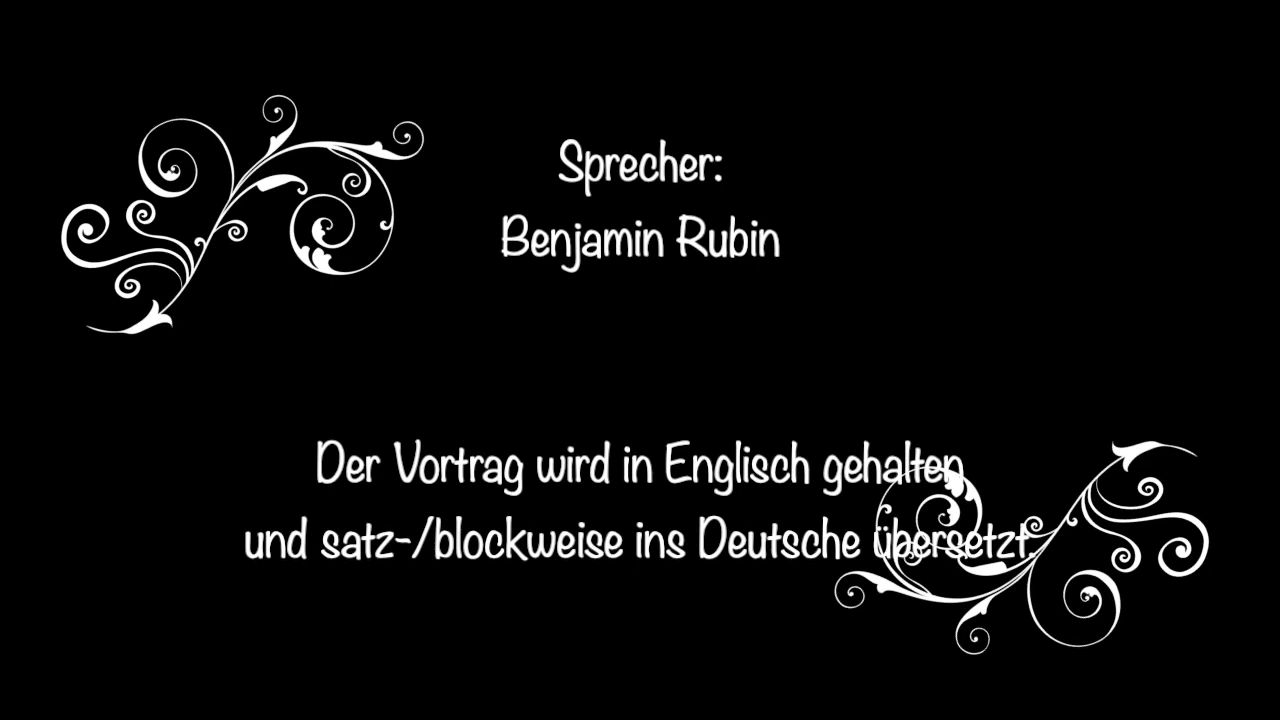 Sprecher:
Benjamin Rubin
Der Vortrag wird in Englisch gehalten
und satz-/blockweise ins Deutsche übersetzt.